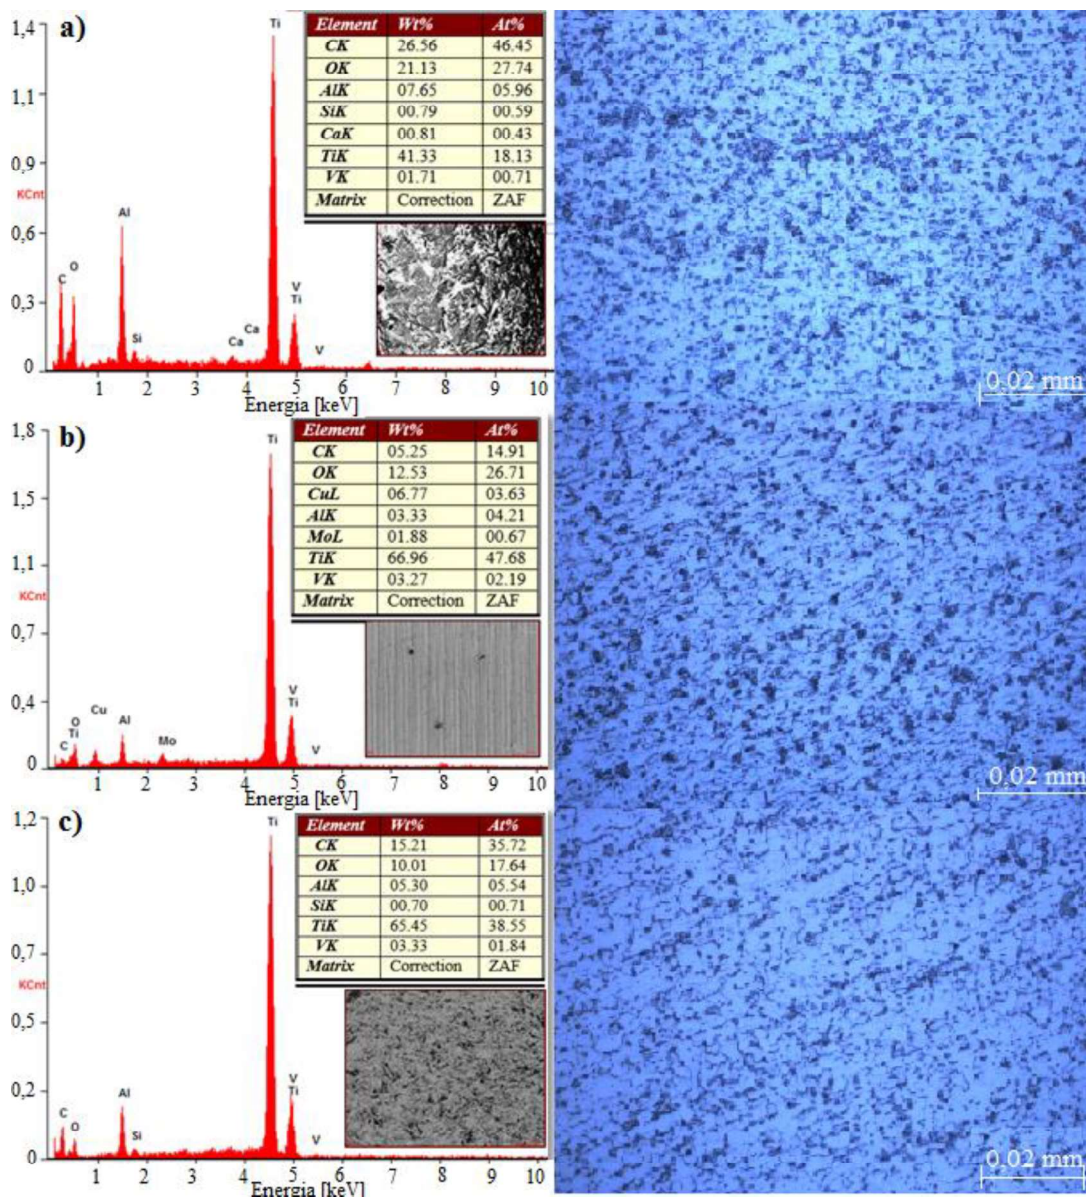 a)
1,4
1,1
0,9
KCnt
0,6
0,3
0
Ti
Al
C
O
Si
Ca
Ca
V
Ti
V
1 2 3 4 5 6 7 8 9 10
Energia [keV]
Element Wt% At%
CK 26.56 46.45
OK 21.13 27.74
AlK 07.65 05.96
SiK 00.79 00.59
CaK 00.81 00.43
TiK 41.33 18.13
VK 01.71 00.71
Matrix Correction ZAF
0,02 mm
b)
1,8
1,5
1,1
KCnt
0,7
0,4
0
Ti
C
O
Ti
Cu
Al
Mo
V
Ti
V
1 2 3 4 5 6 7 8 9 10
Energia [keV]
Element Wt% At%
CK 05.25 14.91
OK 12.53 26.71
CuL 06.77 03.63
AlK 03.33 04.21
MoL 01.88 00.67
TiK 66.96 47.68
VK 03.27 02.19
Matrix Correction ZAF
0,02 mm
c)
1,2
1,0
0,7
KCnt
0,5
0,2
0
Ti
C
O
Al
Si
V
Ti
V
1 2 3 4 5 6 7 8 9 10
Energia [keV]
Element Wt% At%
CK 15.21 35.72
OK 10.01 17.64
AlK 05.30 05.54
SiK 00.70 00.71
TiK 65.45 38.55
VK 03.33 01.84
Matrix Correction ZAF
0,02 mm